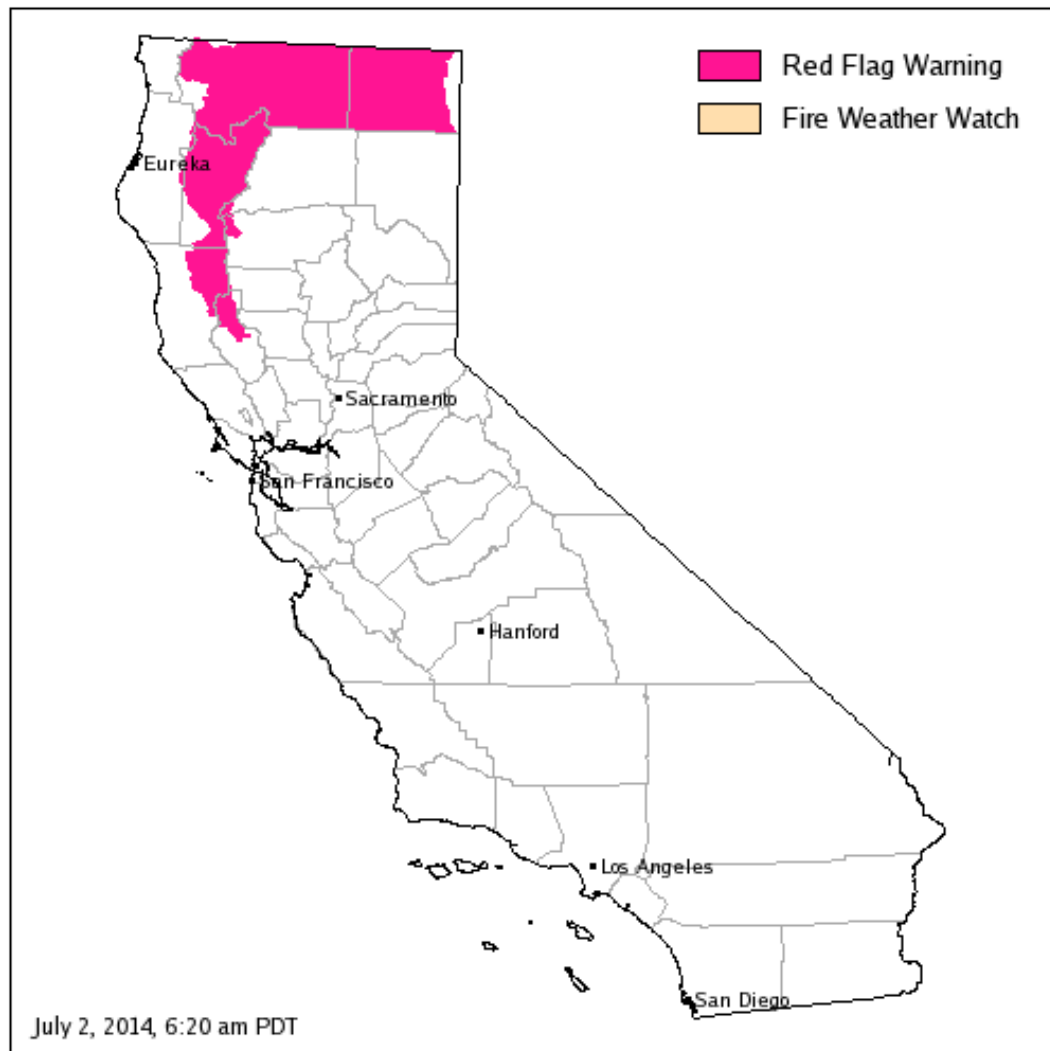 Red Flag Warning
Fire Weather Watch
Eureka
Sacramento
San Francisco
Hanford
Los Angeles
San Diego
July 2, 2014, 6:20 am PDT